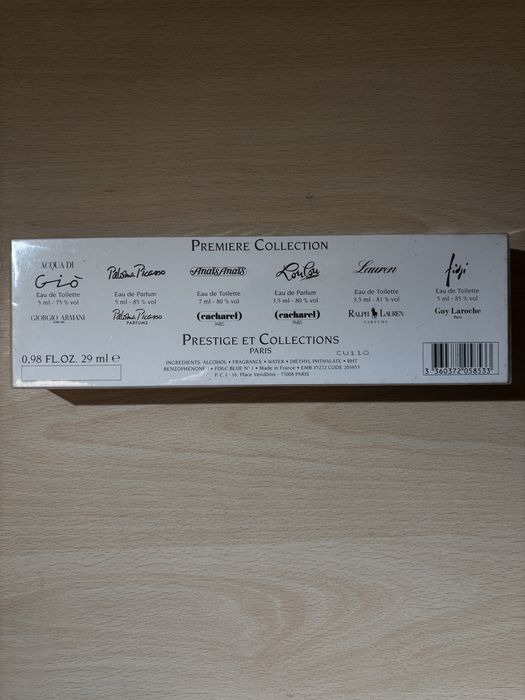 PREMIERE COLLECTION
ACQUA DI
Giò
Eau de Toilette
5 ml - 75 % vol
GIORGIO ARMANI
Paloma Picasso
Eau de Parfum
5 ml - 85 % vol
Paloma Picasso
PARFUMS
Anaïs Anaïs
Eau de Toilette
7 ml - 80 % vol
(cacharel)
PARIS
LouLou
Eau de Parfum
3,5 ml - 80 % vol
(cacharel)
PARIS
Lauren
Eau de Toilette
3,5 ml - 81 % vol
RALPH LAUREN
Fidji
Eau de Toilette
5 ml - 85 % vol
Guy Laroche
Paris
PRESTIGE ET COLLECTIONS
PARIS
CU110
0,98 FL.OZ. 29 ml ℮
INGREDIENTS: ALCOHOL • FRAGRANCE • WATER • DIETHYL PHTHALATE • BHT
BENZOPHENONE • FD&C BLUE N° 1 • Made in France • EMB 45272 CODE 205853
P. C. I. - 16, Place Vendôme - 75008 PARIS
3 360372 058533